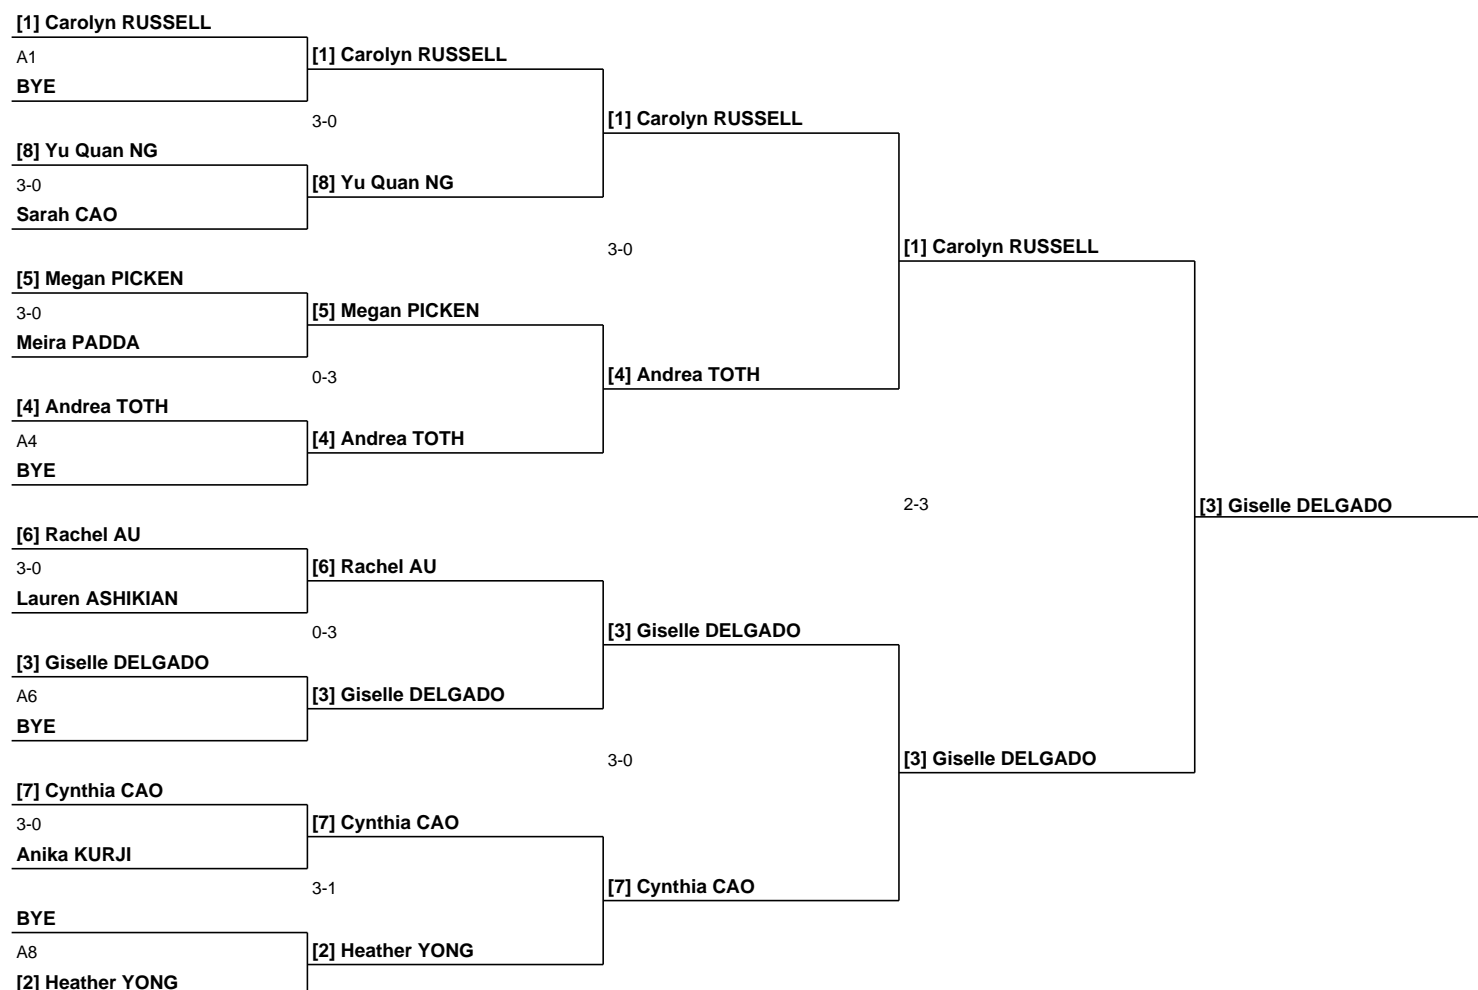 [1] Carolyn RUSSELL
A1
BYE
[8] Yu Quan NG
3-0
Sarah CAO
[5] Megan PICKEN
3-0
Meira PADDA
[4] Andrea TOTH
A4
BYE
[6] Rachel AU
3-0
Lauren ASHIKIAN
[3] Giselle DELGADO
A6
BYE
[7] Cynthia CAO
3-0
Anika KURJI
BYE
A8
[2] Heather YONG
[1] Carolyn RUSSELL
3-0
[8] Yu Quan NG
[5] Megan PICKEN
0-3
[4] Andrea TOTH
[6] Rachel AU
0-3
[3] Giselle DELGADO
[7] Cynthia CAO
3-1
[2] Heather YONG
[1] Carolyn RUSSELL
3-0
[4] Andrea TOTH
[3] Giselle DELGADO
3-0
[7] Cynthia CAO
[1] Carolyn RUSSELL
2-3
[3] Giselle DELGADO
[3] Giselle DELGADO